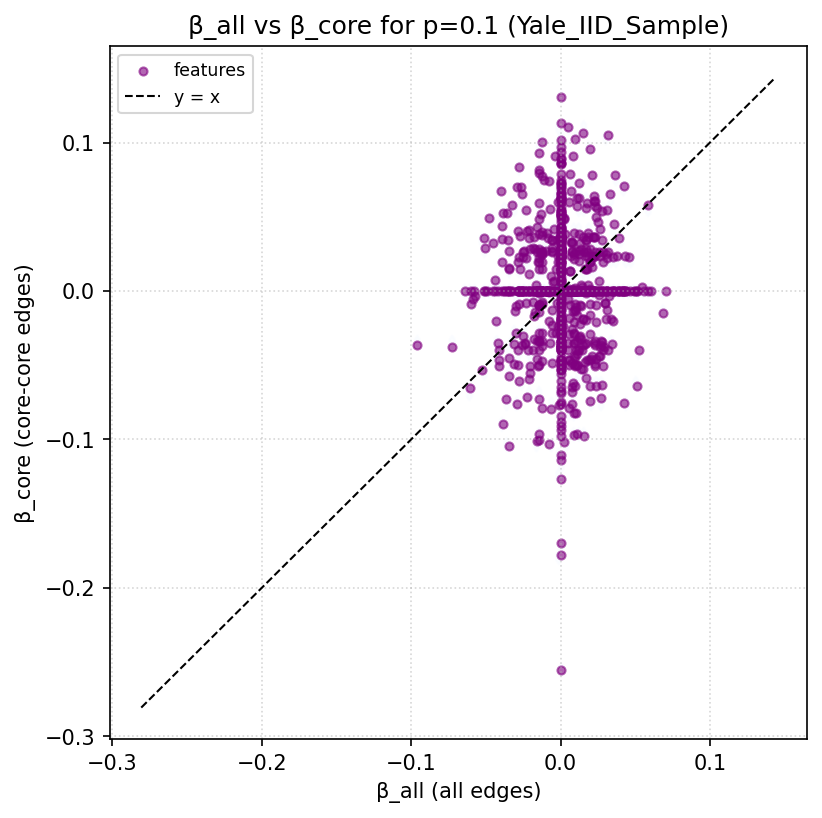 β_all vs β_core for p=0.1 (Yale_IID_Sample)
features
y = x
0.1
0.0
−0.1
−0.2
−0.3
β_core (core-core edges)
−0.3 −0.2 −0.1 0.0 0.1
β_all (all edges)